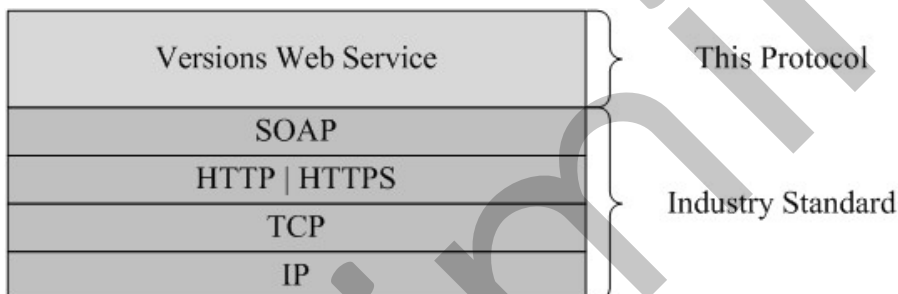 Versions Web Service
This Protocol
SOAP
HTTP | HTTPS
Industry Standard
TCP
IP